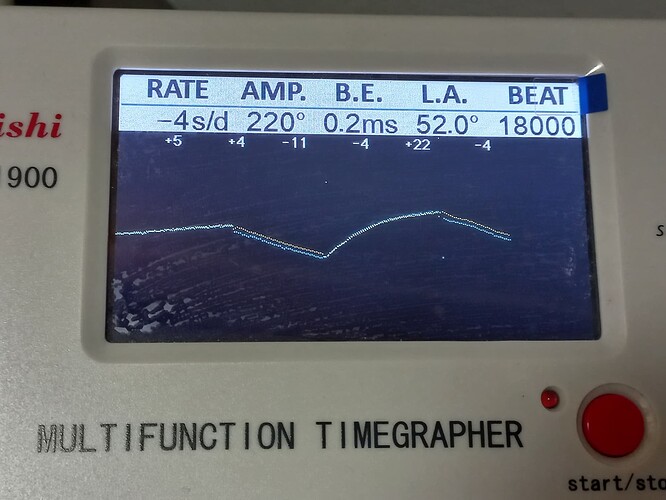 RATE AMP. B.E. L.A. BEAT
-4s/d 220° 0.2ms 52.0° 18000
+5 +4 -11 -4 +22 -4
ishi
1900
MULTIFUNCTION TIMEGRAPHER
start/sto